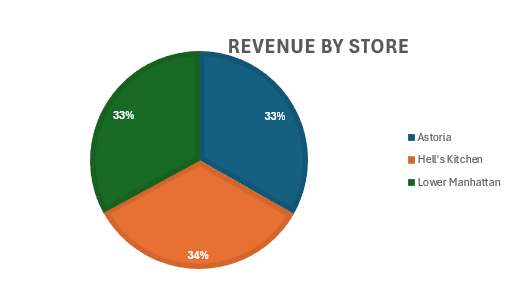 REVENUE BY STORE
33%
33%
34%
Astoria
Hell's Kitchen
Lower Manhattan